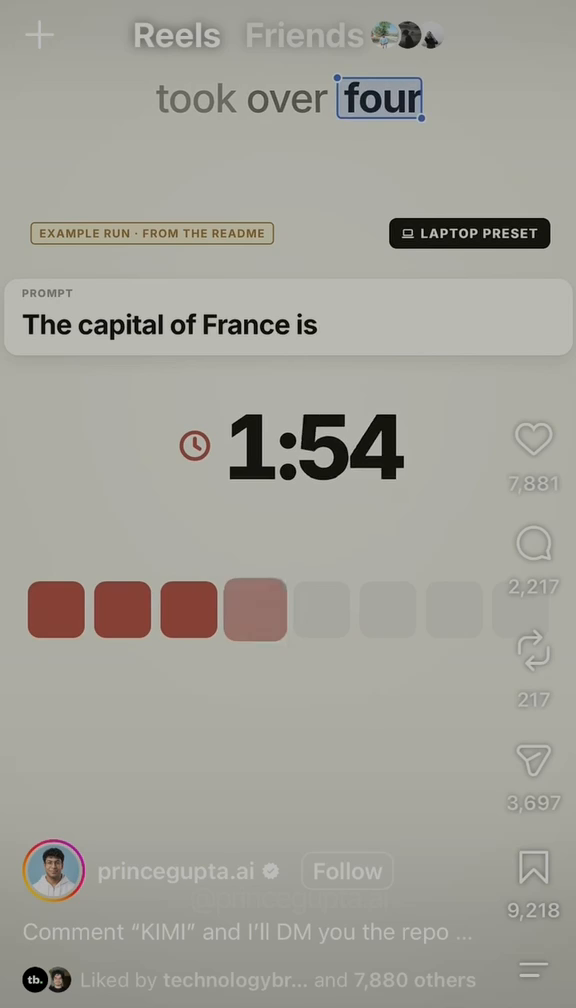 Reels Friends
took over four
EXAMPLE RUN · FROM THE README
LAPTOP PRESET
PROMPT
The capital of France is
1:54
7,881
2,217
217
3,697
princegupta.ai Follow
@princegupta.ai
9,218
Comment “KIMI” and I’ll DM you the repo ...
tb. Liked by technologybr... and 7,880 others